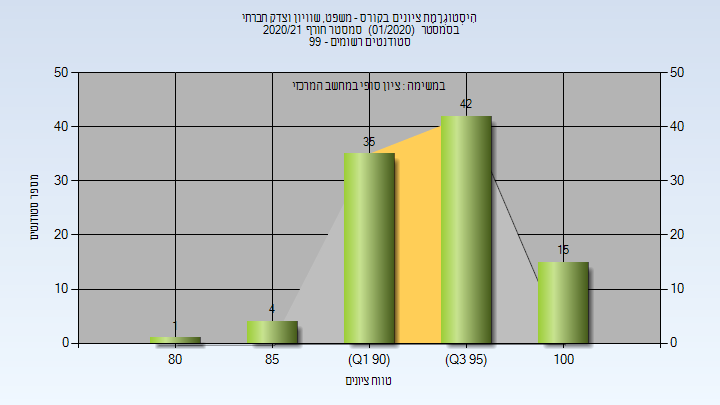 היסטוגרמת ציונים בקורס - משפט, שוויון וצדק חברתי
בסמסטר (01/2020) סמסטר חורף 2020/21
סטודנטים רשומים - 99
במשימה : ציון סופי במחשב המרכזי
מספר סטודנטים
50
40
30
20
10
0
50
40
30
20
10
0
1
4
35
42
15
80
85
(Q1 90)
(Q3 95)
100
טווח ציונים